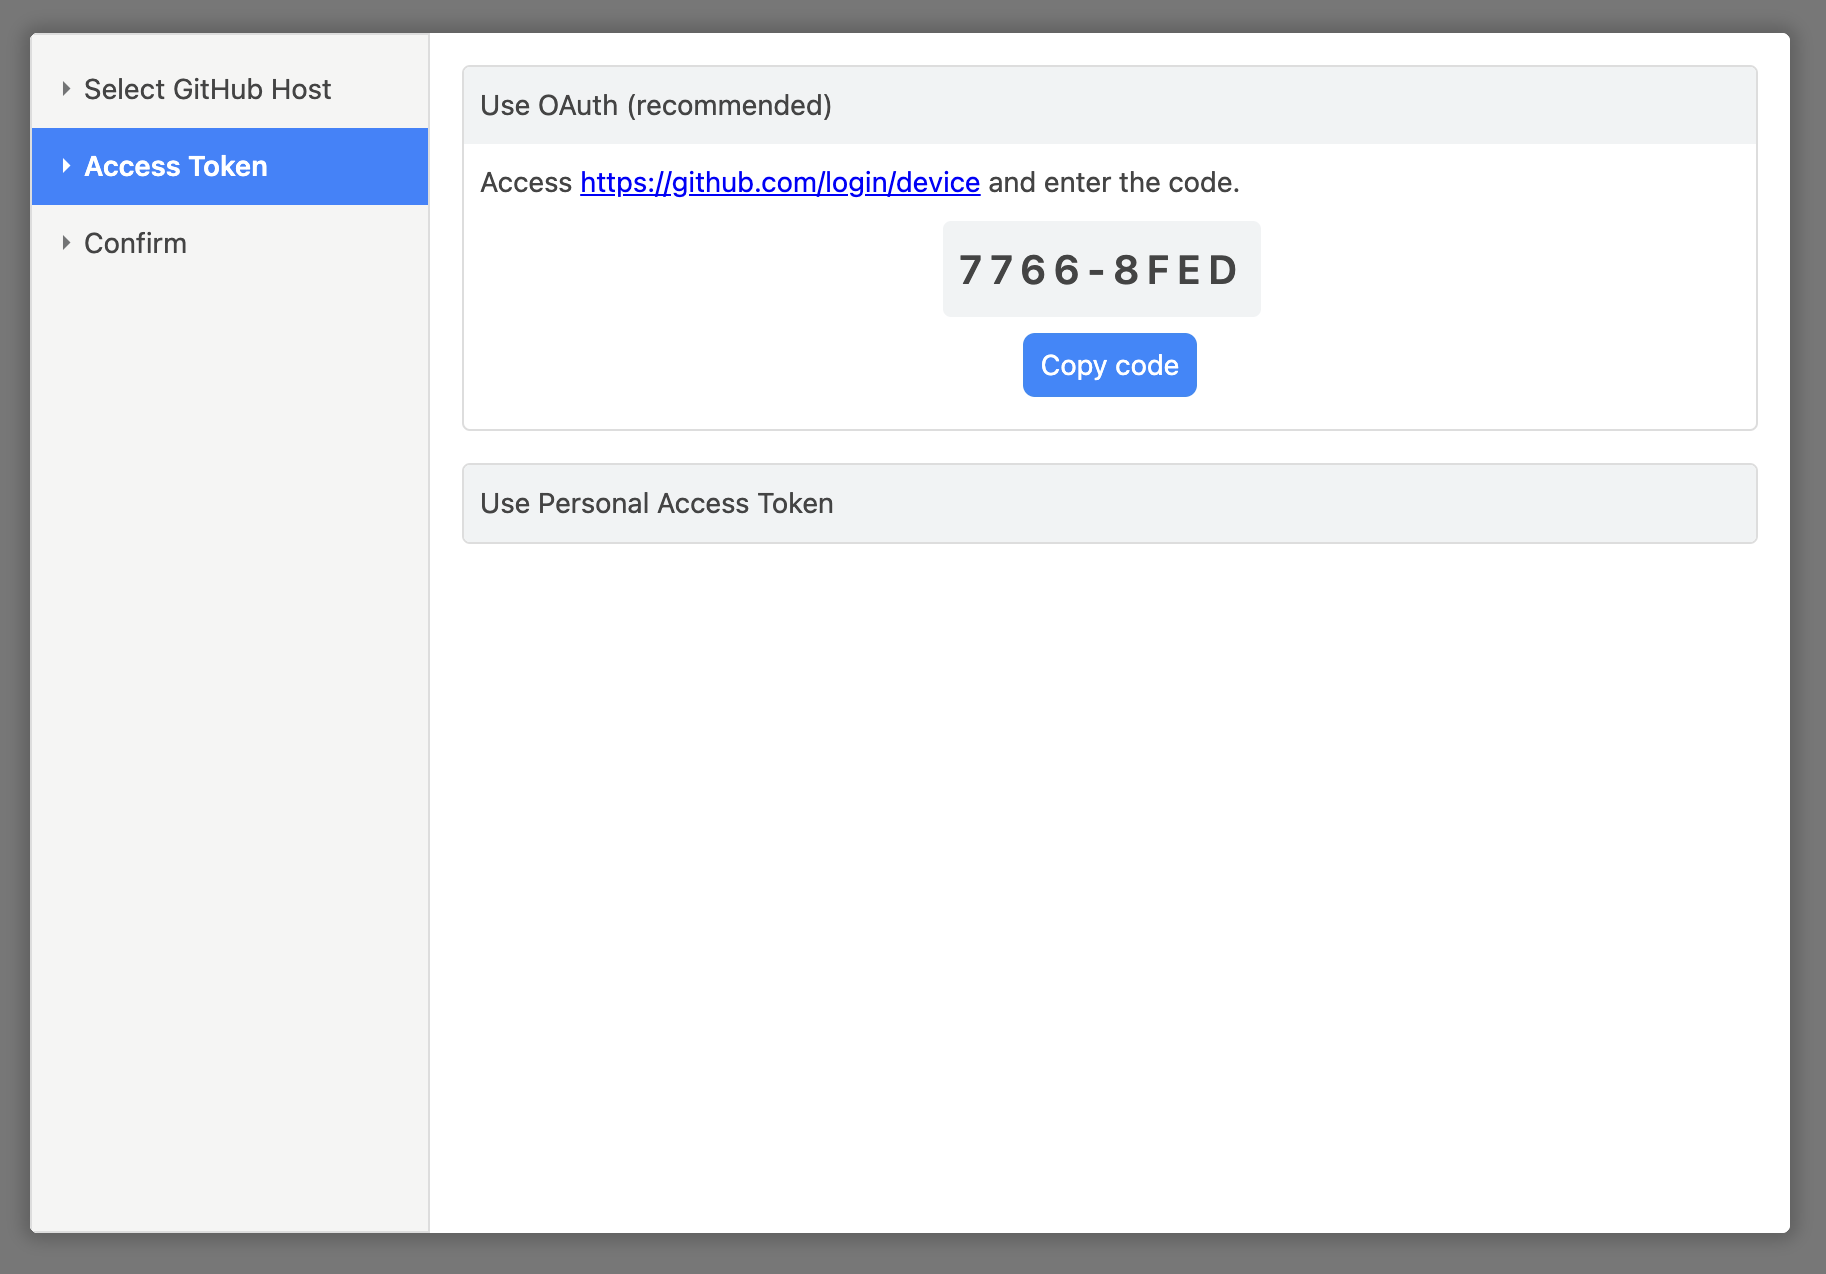 Select GitHub Host
Access Token
Confirm
Use OAuth (recommended)
Access https://github.com/login/device and enter the code.
7766-8FED
Copy code
Use Personal Access Token